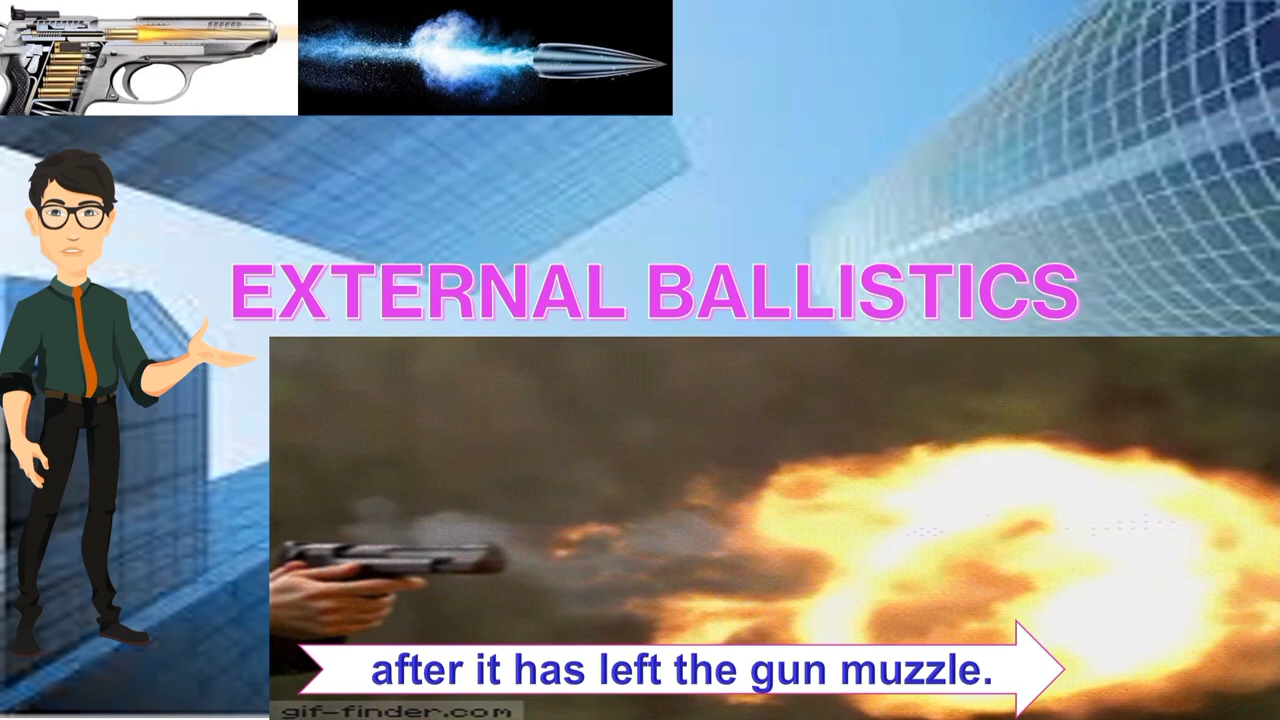 EXTERNAL BALLISTICS
after it has left the gun muzzle.
gif-finder.com